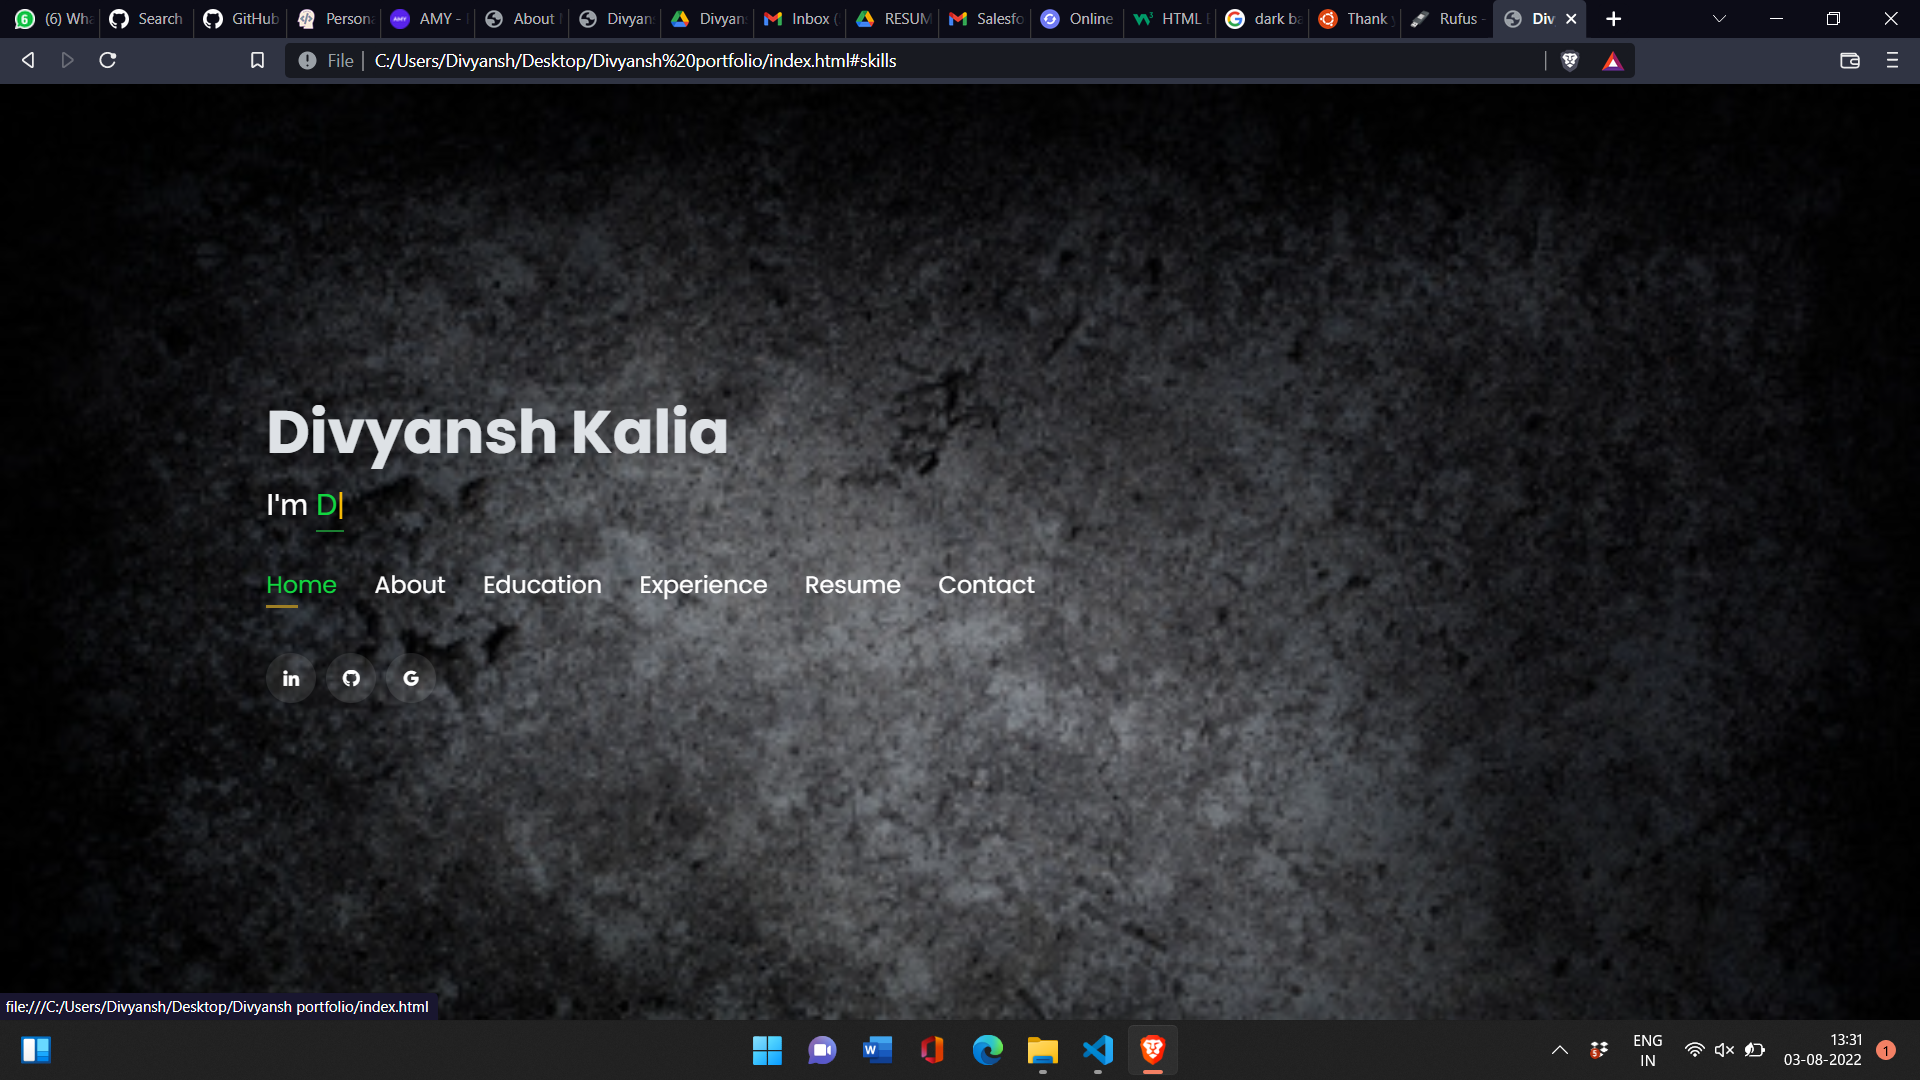 (6) Wha
Search
GitHub
Persona
AMY -
About
Divyans
Divyans
Inbox (
RESUM
Salesfo
Online
HTML
dark ba
Thank y
Rufus -
Div
File
C:/Users/Divyansh/Desktop/Divyansh%20portfolio/index.html#skills
Divyansh Kalia
I'm D|
Home About Education Experience Resume Contact
file:///C:/Users/Divyansh/Desktop/Divyansh portfolio/index.html
ENG
IN
13:31
03-08-2022
1